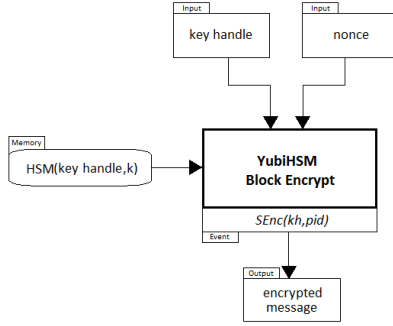 Input
Input
key handle
nonce
Memory
HSM(key handle,k)
YubiHSM
Block Encrypt
SEnc(kh,pid)
Event
Output
encrypted
message